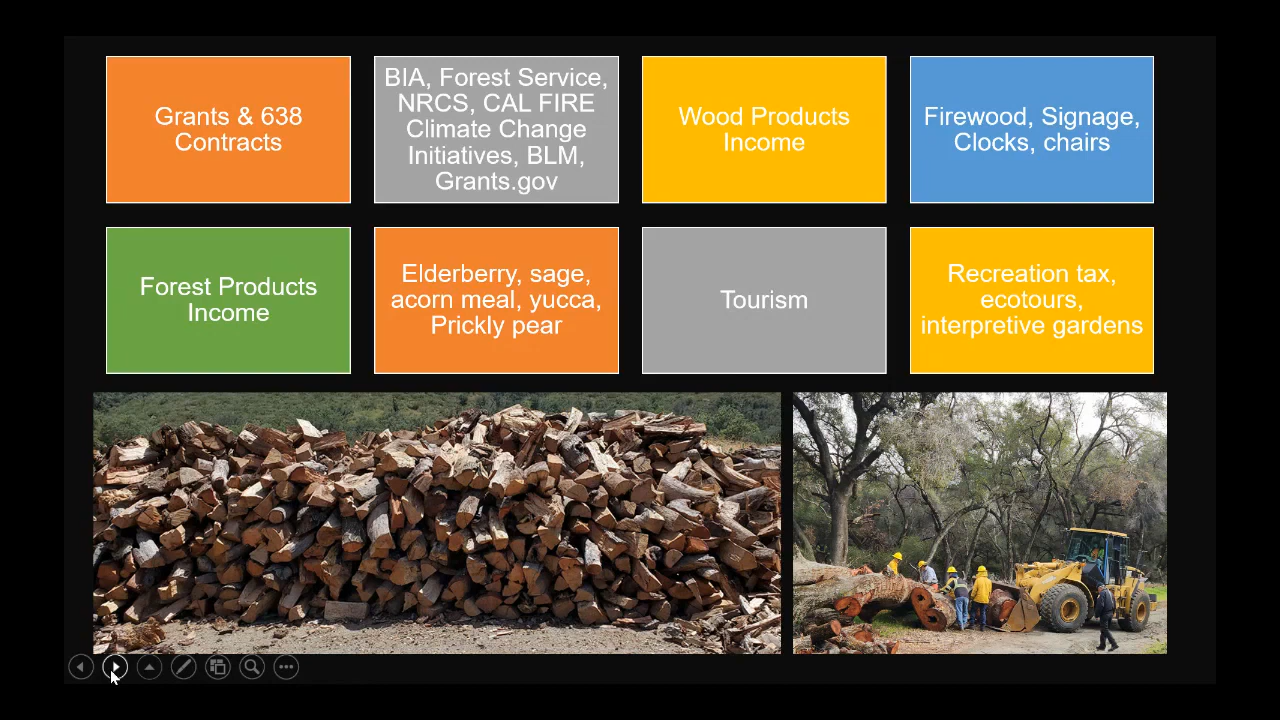 Grants & 638
Contracts
BIA, Forest Service,
NRCS, CAL FIRE
Climate Change
Initiatives, BLM,
Grants.gov
Wood Products
Income
Firewood, Signage,
Clocks, chairs
Forest Products
Income
Elderberry, sage,
acorn meal, yucca,
Prickly pear
Tourism
Recreation tax,
ecotours,
interpretive gardens